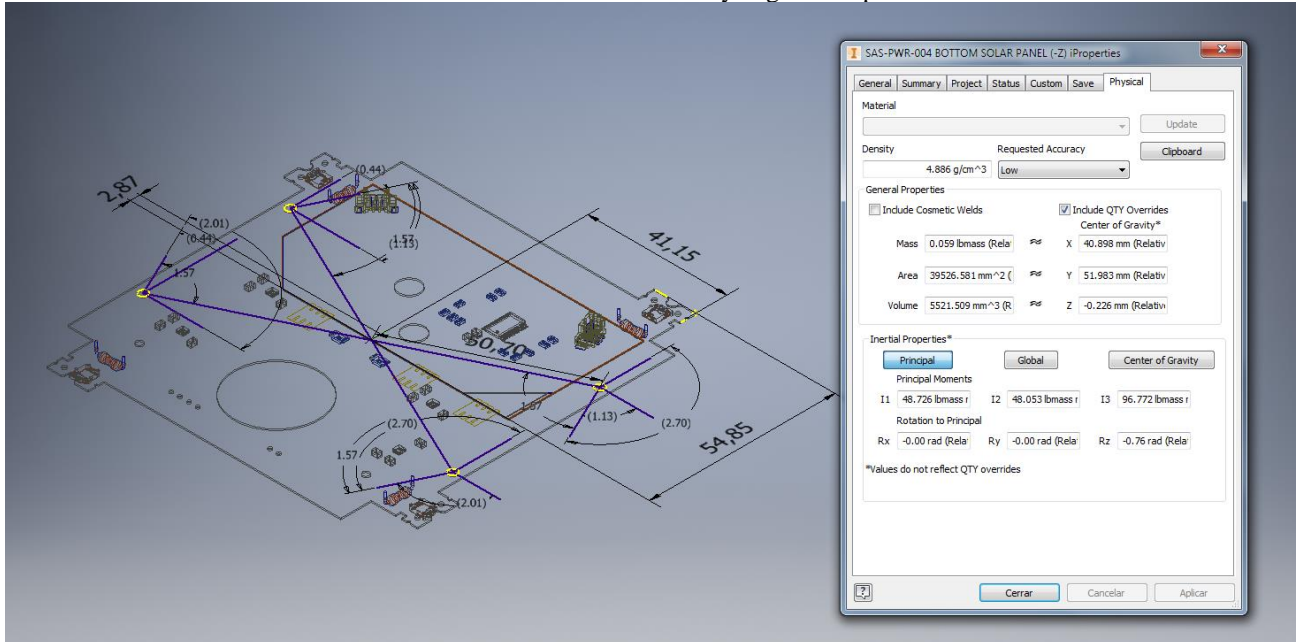 SAS-PWR-004 BOTTOM SOLAR PANEL (-Z) iProperties
General Summary Project Status Custom Save Physical
Material
Update
Density Requested Accuracy Clipboard
4.886 g/cm^3 Low
General Properties
Include Cosmetic Welds Include QTY Overrides
Center of Gravity*
Mass 0.059 lbmass (Rela X 40.898 mm (Relativ
Area 39526.581 mm^2 ( Y 51.983 mm (Relativ
Volume 5521.509 mm^3 (R Z -0.226 mm (Relativ
Inertial Properties*
Principal Global Center of Gravity
Principal Moments
I1 48.726 lbmass r I2 48.053 lbmass r I3 96.772 lbmass r
Rotation to Principal
Rx -0.00 rad (Rela Ry -0.00 rad (Rela Rz -0.76 rad (Rela
*Values do not reflect QTY overrides
Cerrar Cancelar Aplicar
(0.44)
2,87
(2.01)
(0.44)
1.57
(1.13)
41,15
1.57
50,70
1.37
(1.13)
(2.70)
(2.70)
54,85
1.57
(2.01)